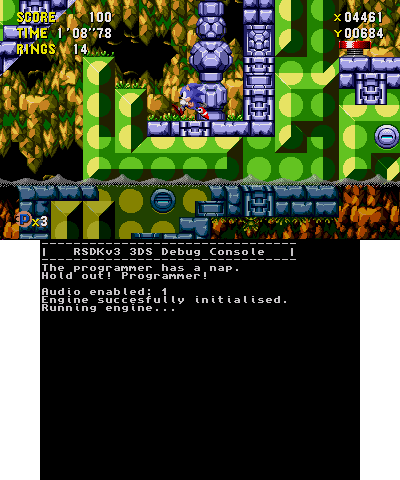 SCORE 100
X 04461
TIME 1'08"78
Y 00684
RINGS 14
P×3
| RSDKv3 3DS Debug Console |
The programmer has a nap.
Hold out! Programmer!
Audio enabled: 1
Engine succesfully initialised.
Running engine...